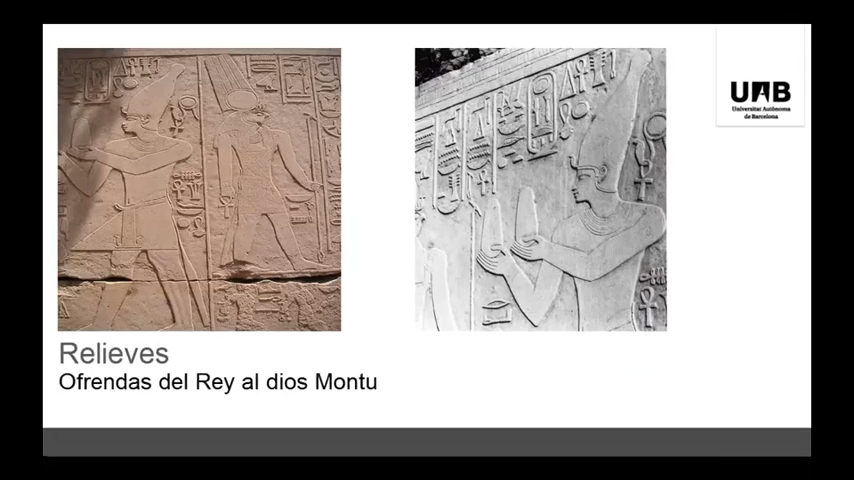 UAB
Universitat Autònoma
de Barcelona
Relieves
Ofrendas del Rey al dios Montu